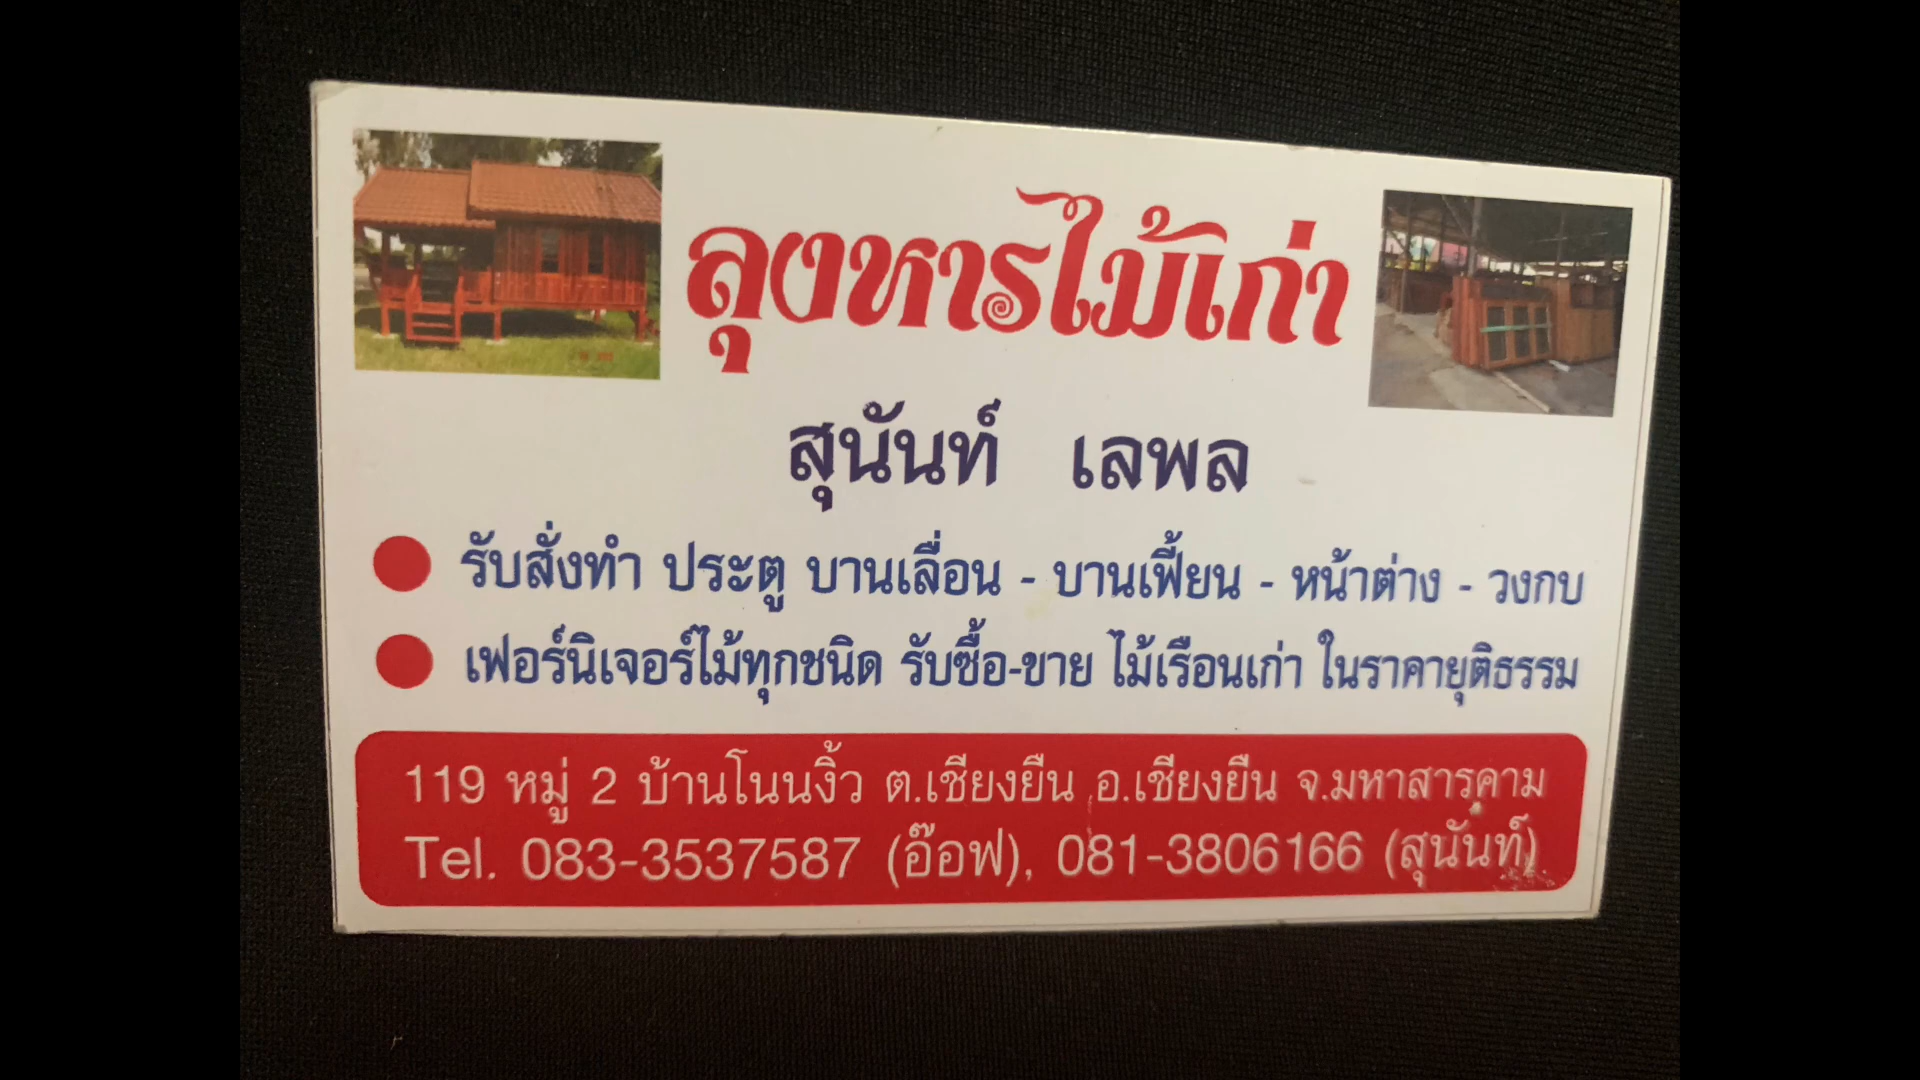 ลุงหารไม้เก่า
สุนันท์ เลพล
รับสั่งทำ ประตู บานเลื่อน - บานเฟี้ยน - หน้าต่าง - วงกบ
เฟอร์นิเจอร์ไม้ทุกชนิด รับซื้อ-ขาย ไม้เรือนเก่า ในราคายุติธรรม
119 หมู่ 2 บ้านโนนงิ้ว ต.เชียงยืน อ.เชียงยืน จ.มหาสารคาม
Tel. 083-3537587 (อ๊อฟ), 081-3806166 (สุนันท์)